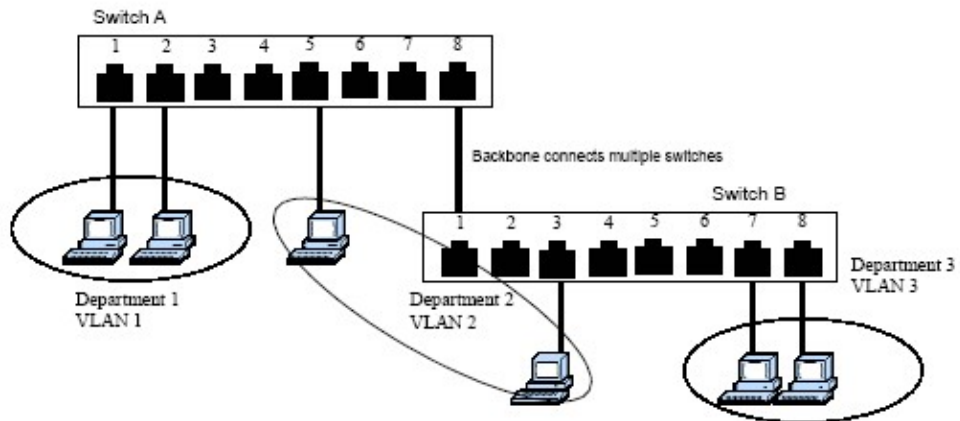 Switch A
1 2 3 4 5 6 7 8
Backbone connects multiple switches
Switch B
1 2 3 4 5 6 7 8
Department 1
VLAN 1
Department 2
VLAN 2
Department 3
VLAN 3